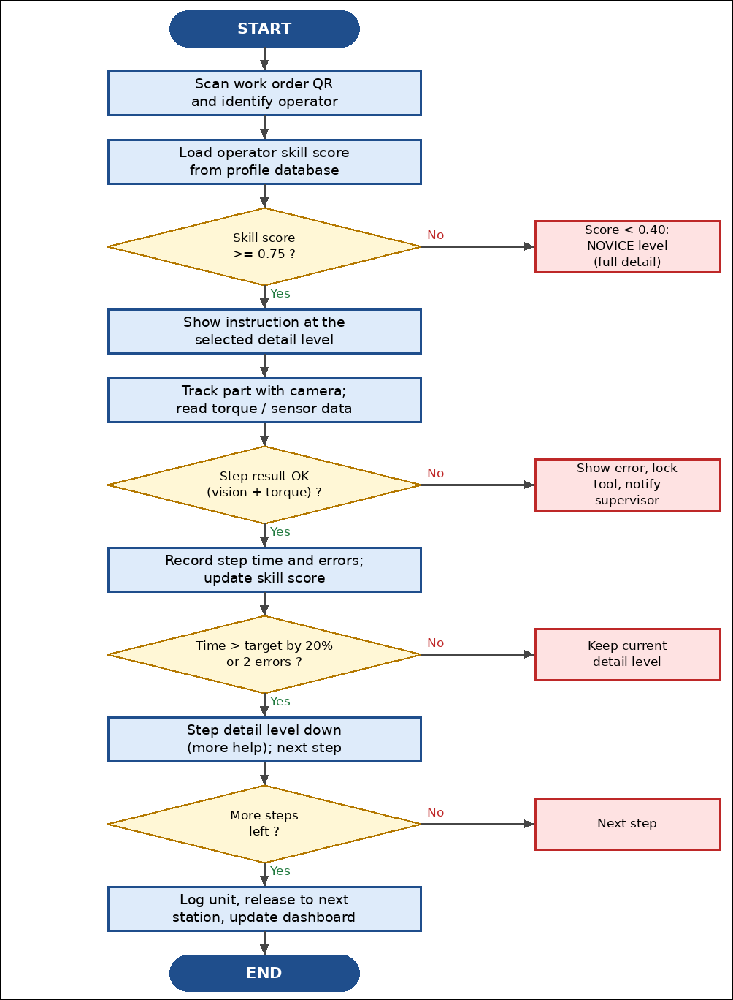 START
Scan work order QR
and identify operator
Load operator skill score
from profile database
Skill score
>= 0.75 ?
No
Score < 0.40:
NOVICE level
(full detail)
Yes
Show instruction at the
selected detail level
Track part with camera;
read torque / sensor data
Step result OK
(vision + torque) ?
No
Show error, lock
tool, notify
supervisor
Yes
Record step time and errors;
update skill score
Time > target by 20%
or 2 errors ?
No
Keep current
detail level
Yes
Step detail level down
(more help); next step
More steps
left ?
No
Next step
Yes
Log unit, release to next
station, update dashboard
END